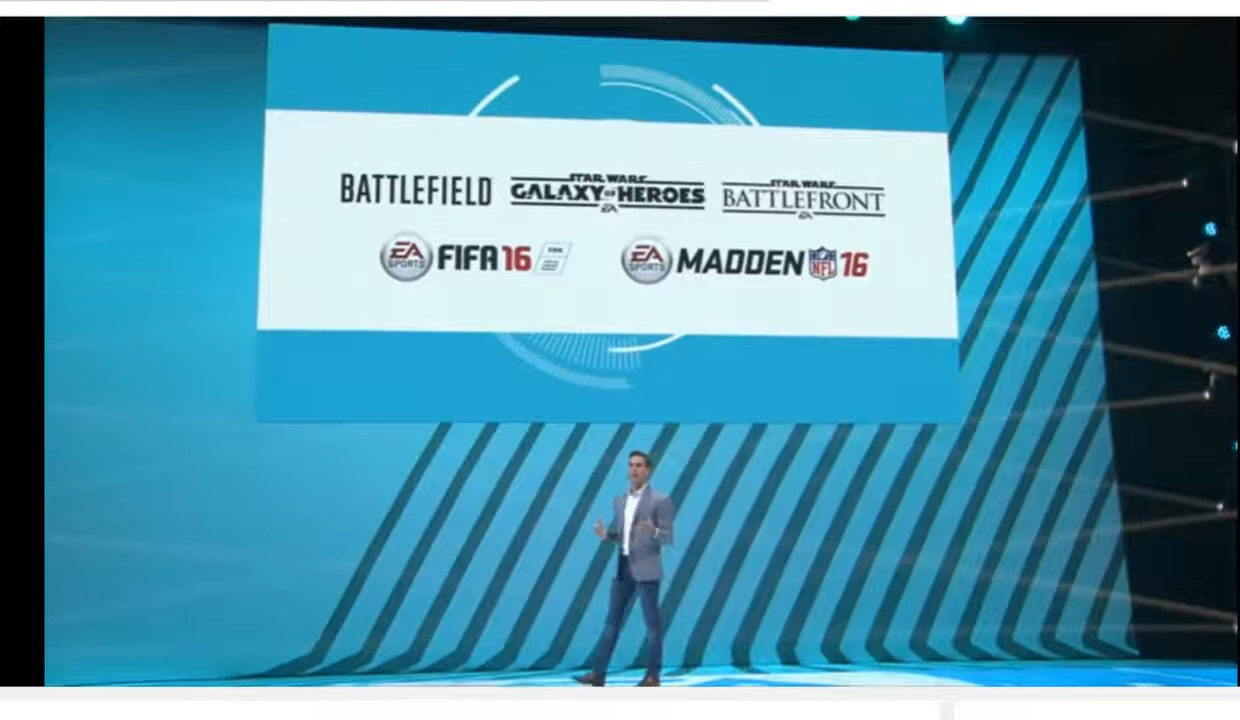 BATTLEFIELD
STAR WARS
GALAXY OF HEROES
EA
STAR WARS
BATTLEFRONT
EA
EA SPORTS FIFA 16
EA SPORTS MADDEN NFL 16